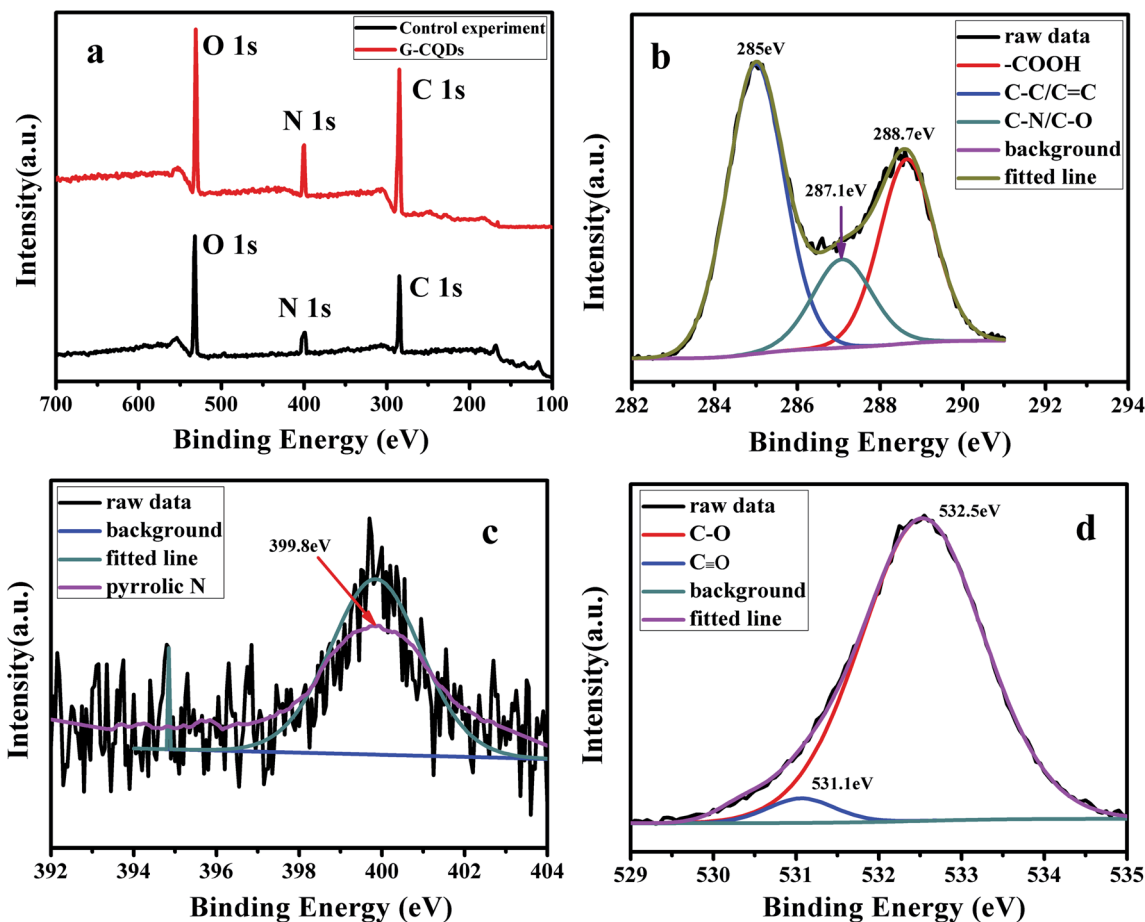 a
Control experiment
G-CQDs
O 1s
N 1s
C 1s
O 1s
N 1s
C 1s
Intensity(a.u.)
700 600 500 400 300 200 100
Binding Energy (eV)
b
raw data
-COOH
C-C/C=C
C-N/C-O
background
fitted line
285eV
287.1eV
288.7eV
Intensity(a.u.)
282 284 286 288 290 292 294
Binding Energy (eV)
c
raw data
background
fitted line
pyrrolic N
399.8eV
Intensity(a.u.)
392 394 396 398 400 402 404
Binding Energy (eV)
d
raw data
C-O
C≡O
background
fitted line
532.5eV
531.1eV
Intensity(a.u.)
529 530 531 532 533 534 535
Binding Energy (eV)